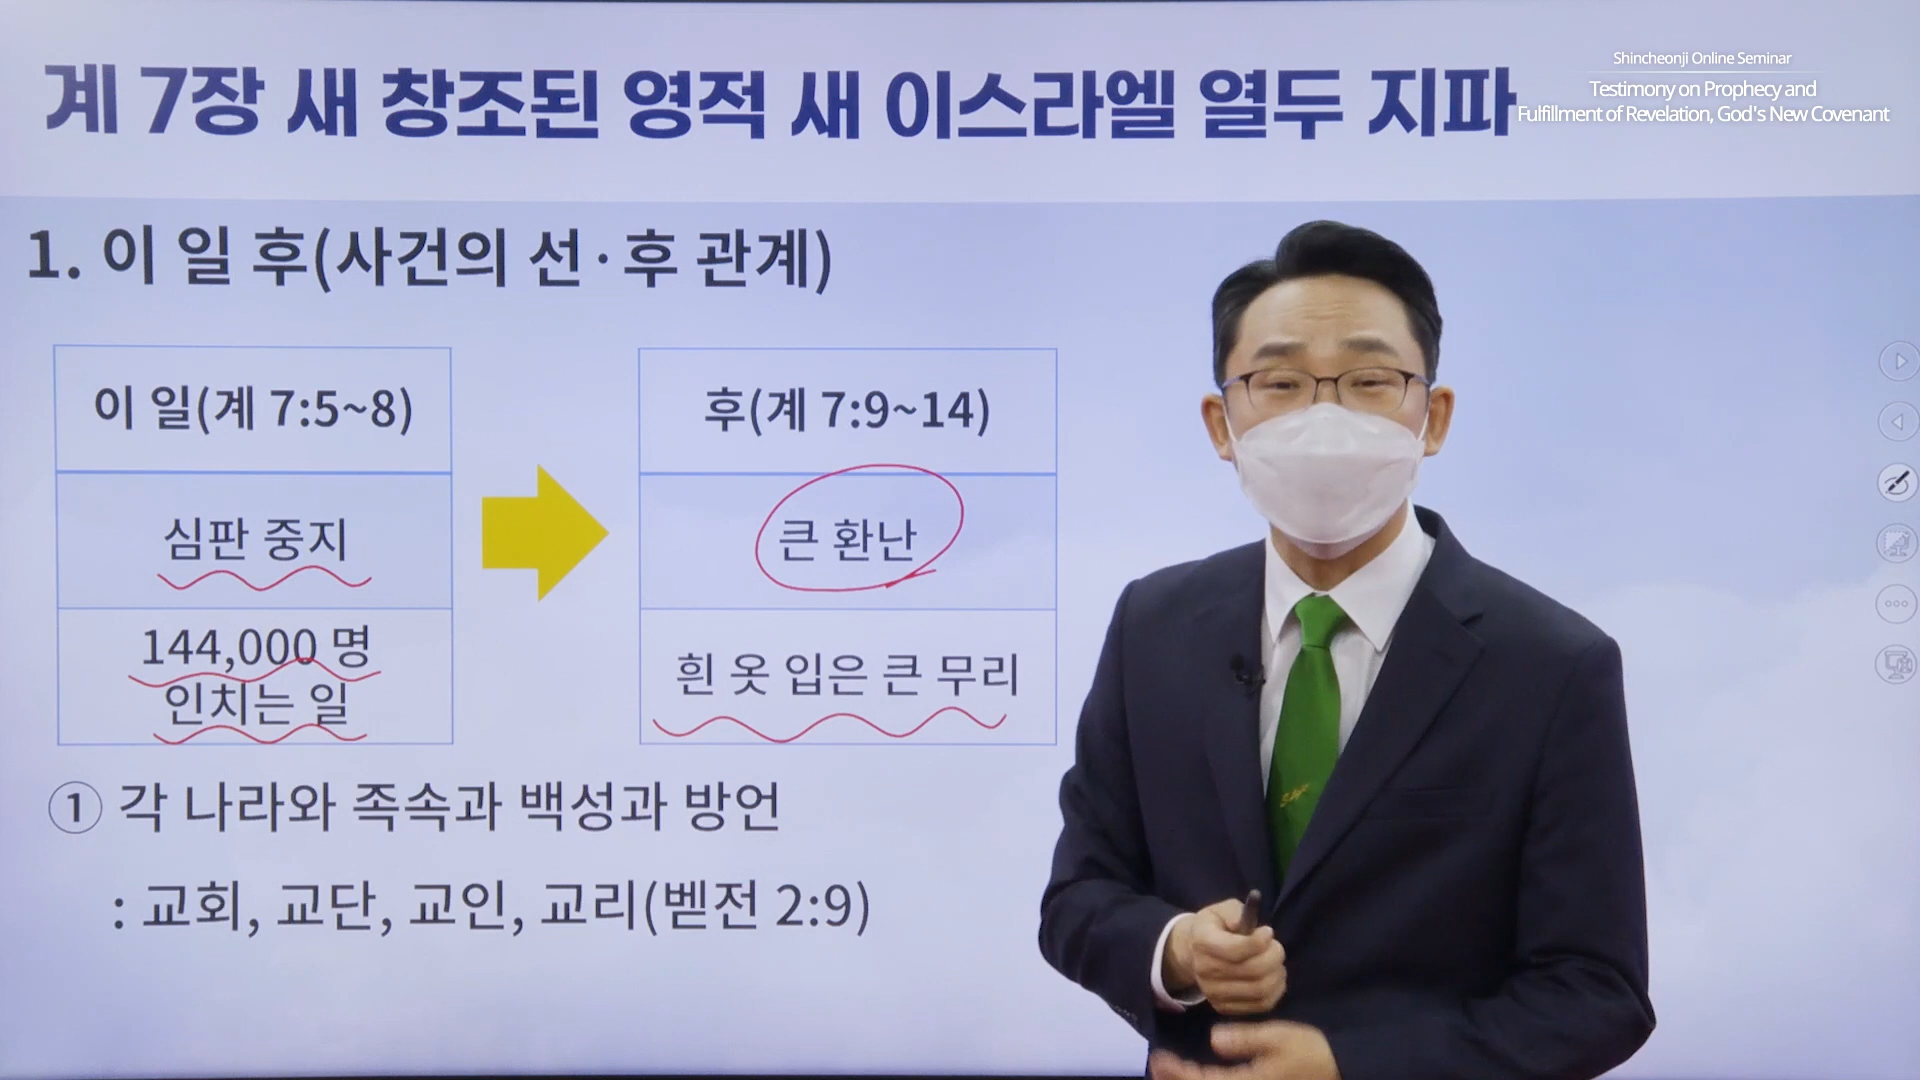 계 7장 새 창조된 영적 새 이스라엘 열두 지파
Shincheonji Online Seminar
Testimony on Prophecy and
Fulfillment of Revelation, God's New Covenant
1. 이 일 후(사건의 선·후 관계)
이 일(계 7:5~8)
후(계 7:9~14)
심판 중지
큰 환난
144,000 명
인치는 일
흰 옷 입은 큰 무리
① 각 나라와 족속과 백성과 방언
: 교회, 교단, 교인, 교리(벧전 2:9)